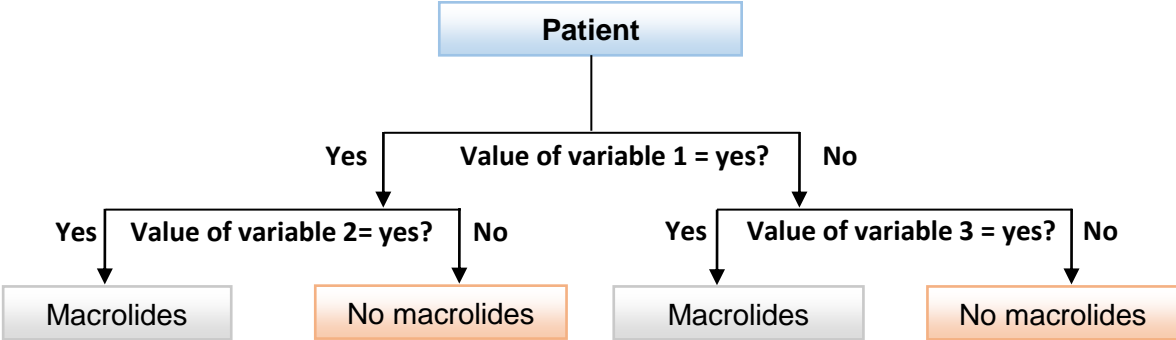 Patient
Yes Value of variable 1 = yes? No
Yes Value of variable 2= yes? No Yes Value of variable 3 = yes? No
Macrolides No macrolides Macrolides No macrolides